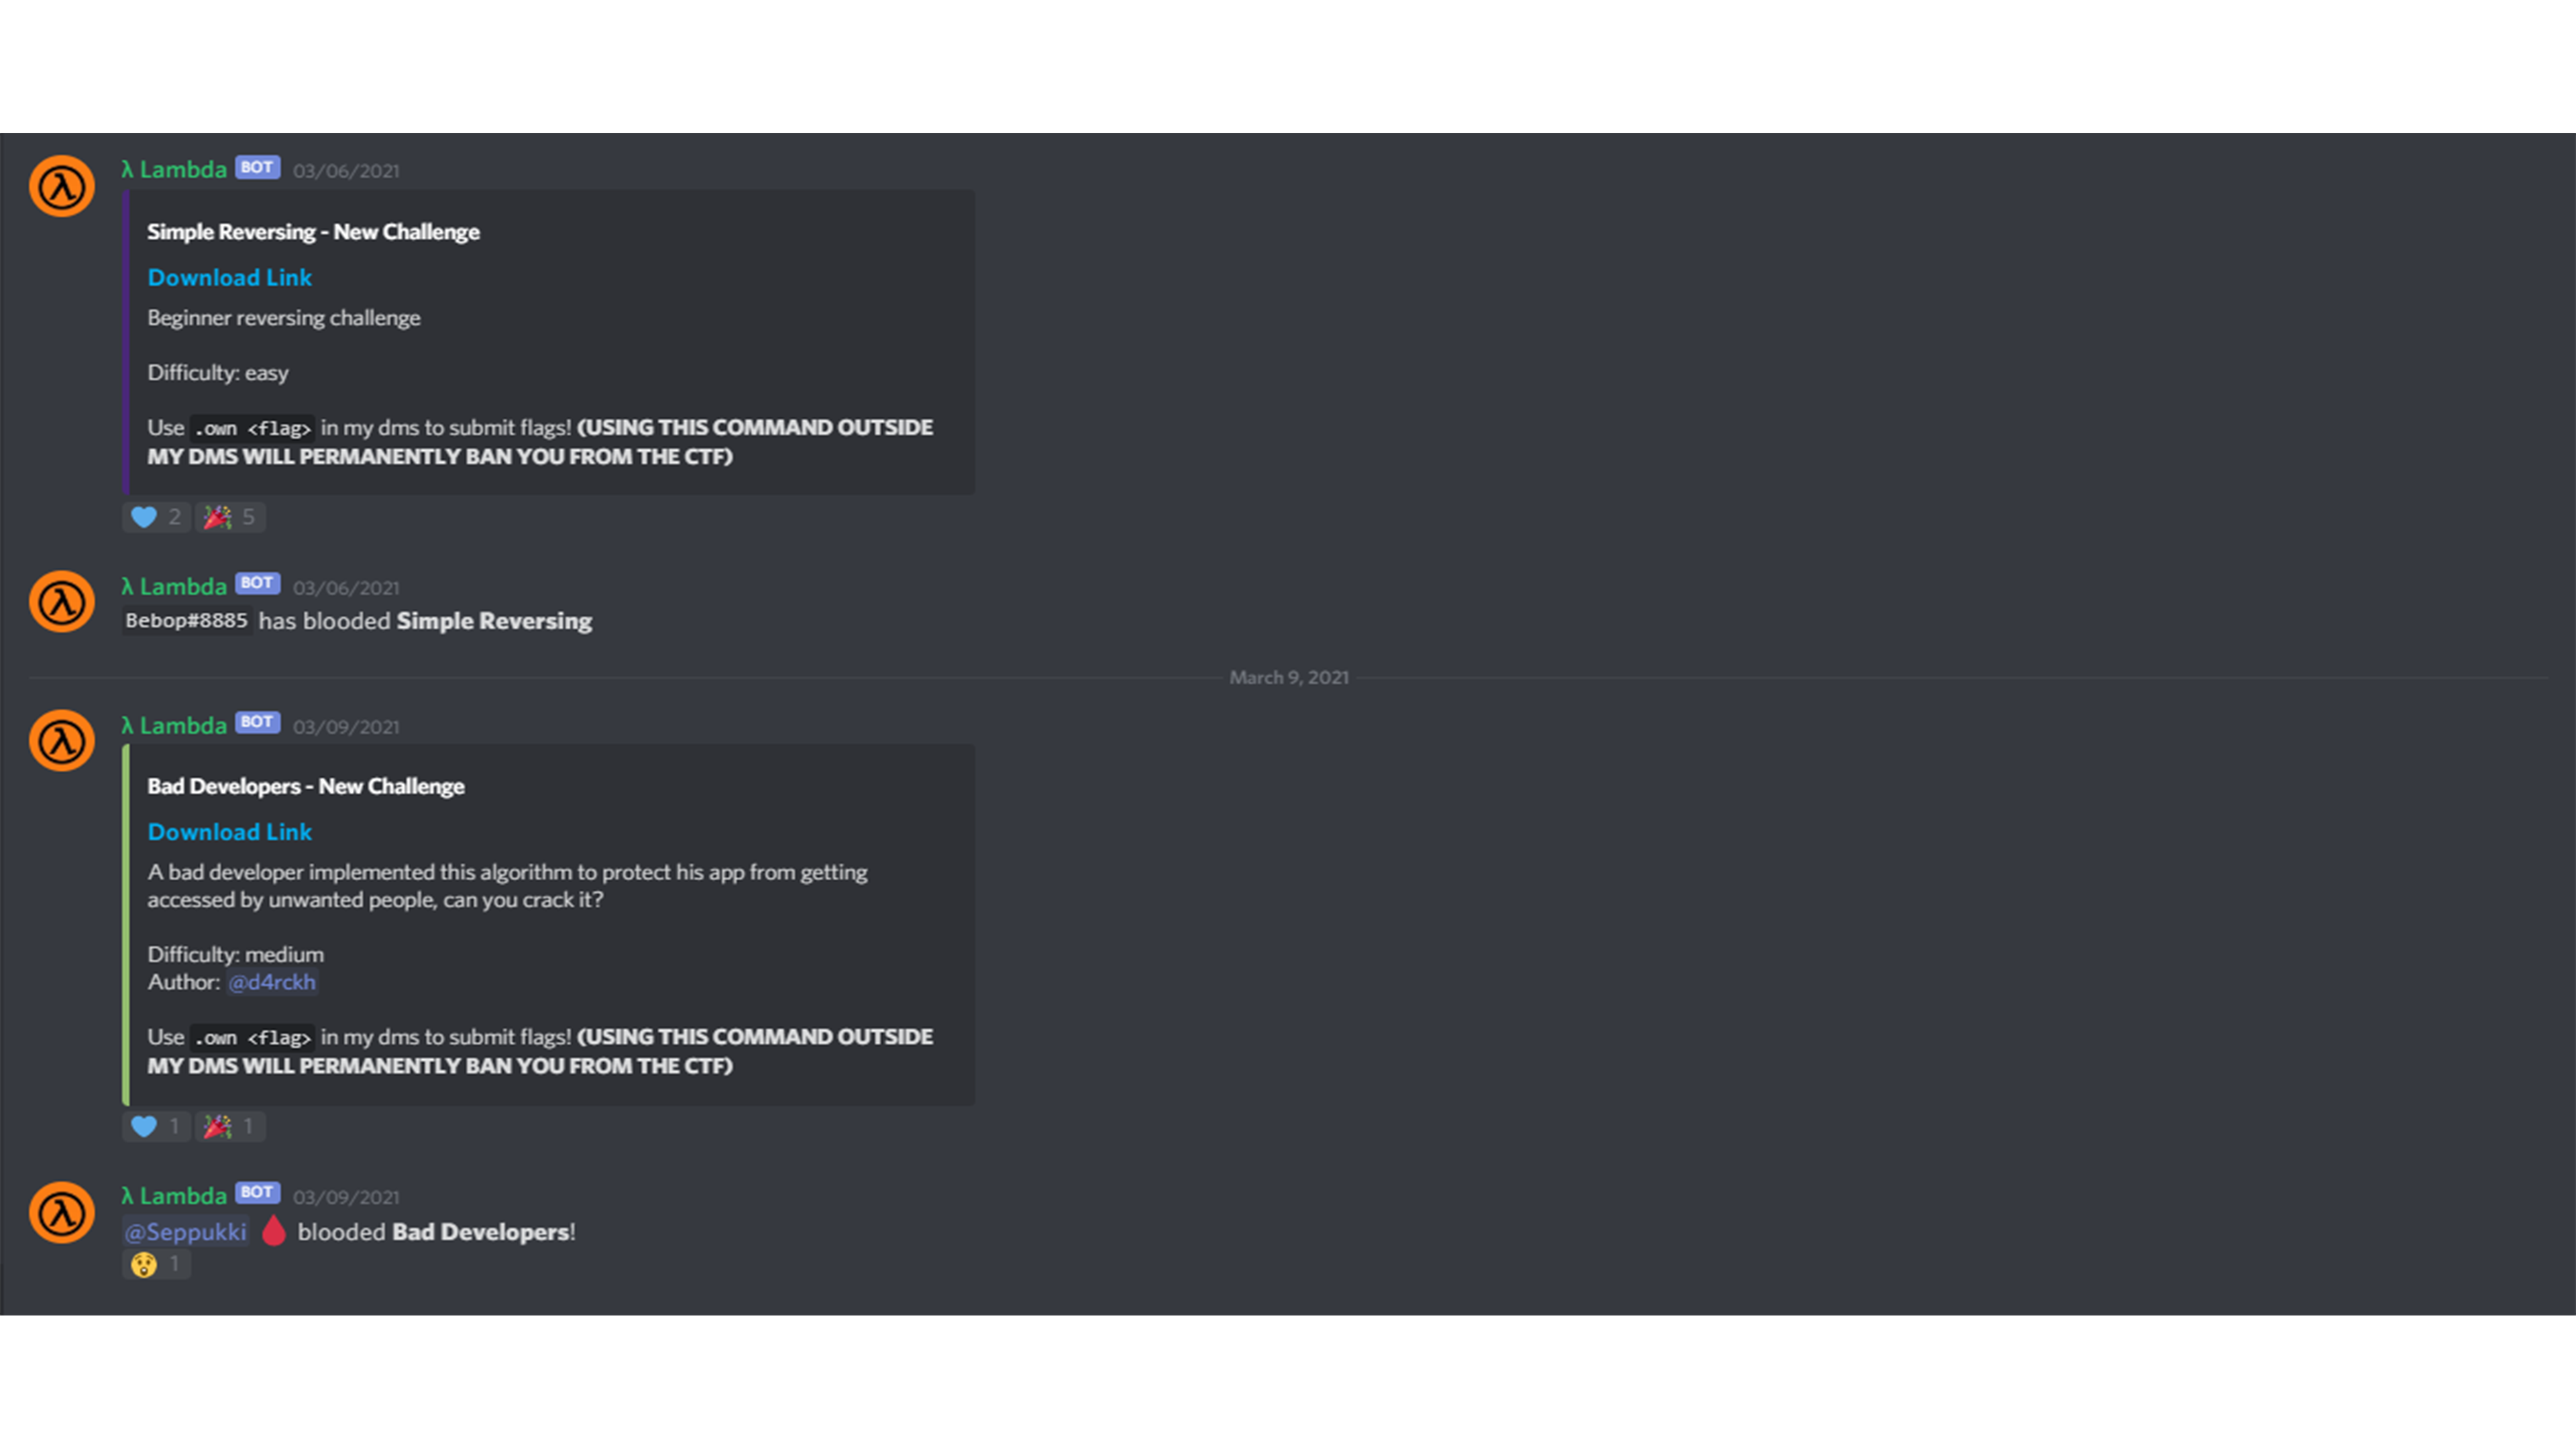 λ Lambda BOT 03/06/2021
Simple Reversing - New Challenge
Download Link
Beginner reversing challenge
Difficulty: easy
Use .own <flag> in my dms to submit flags! (USING THIS COMMAND OUTSIDE
MY DMS WILL PERMANENTLY BAN YOU FROM THE CTF)
2 5
λ Lambda BOT 03/06/2021
Bebop#8885 has blooded Simple Reversing
March 9, 2021
λ Lambda BOT 03/09/2021
Bad Developers - New Challenge
Download Link
A bad developer implemented this algorithm to protect his app from getting
accessed by unwanted people, can you crack it?
Difficulty: medium
Author: @d4rckh
Use .own <flag> in my dms to submit flags! (USING THIS COMMAND OUTSIDE
MY DMS WILL PERMANENTLY BAN YOU FROM THE CTF)
1 1
λ Lambda BOT 03/09/2021
@Seppukki 🩸 blooded Bad Developers!
1